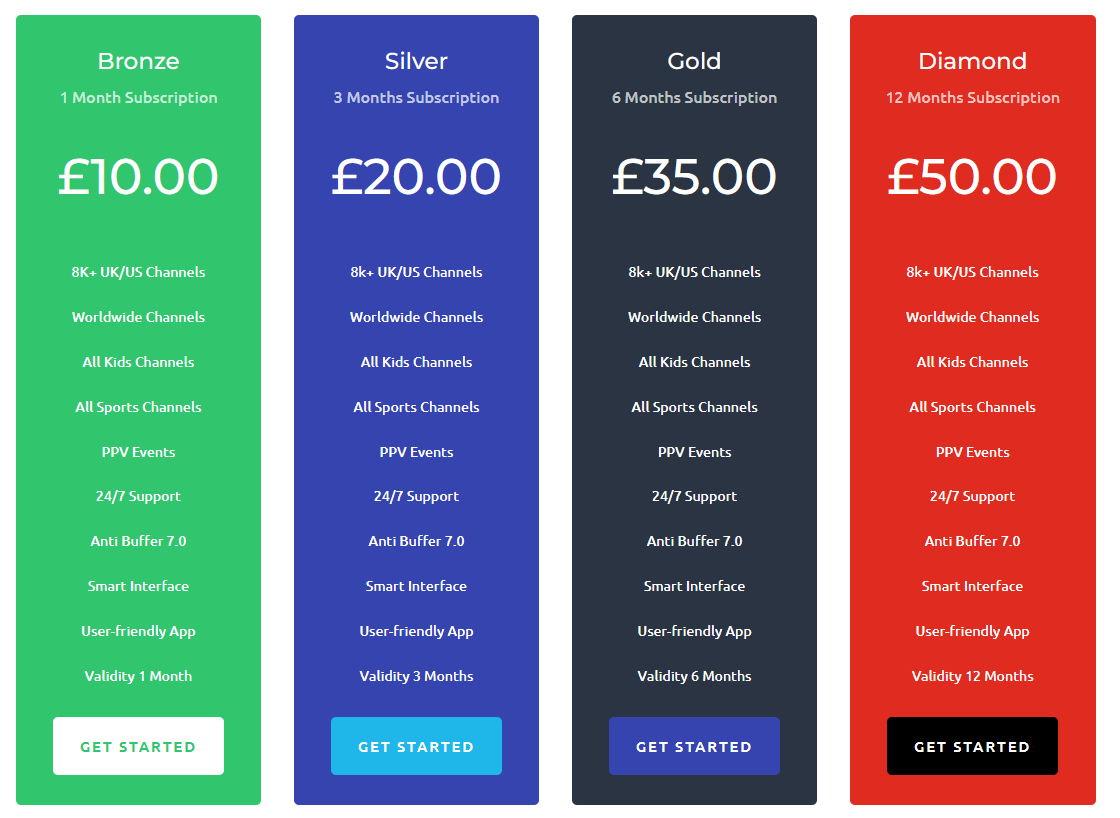 Bronze
1 Month Subscription
£10.00
8K+ UK/US Channels
Worldwide Channels
All Kids Channels
All Sports Channels
PPV Events
24/7 Support
Anti Buffer 7.0
Smart Interface
User-friendly App
Validity 1 Month
GET STARTED
Silver
3 Months Subscription
£20.00
8k+ UK/US Channels
Worldwide Channels
All Kids Channels
All Sports Channels
PPV Events
24/7 Support
Anti Buffer 7.0
Smart Interface
User-friendly App
Validity 3 Months
GET STARTED
Gold
6 Months Subscription
£35.00
8k+ UK/US Channels
Worldwide Channels
All Kids Channels
All Sports Channels
PPV Events
24/7 Support
Anti Buffer 7.0
Smart Interface
User-friendly App
Validity 6 Months
GET STARTED
Diamond
12 Months Subscription
£50.00
8k+ UK/US Channels
Worldwide Channels
All Kids Channels
All Sports Channels
PPV Events
24/7 Support
Anti Buffer 7.0
Smart Interface
User-friendly App
Validity 12 Months
GET STARTED